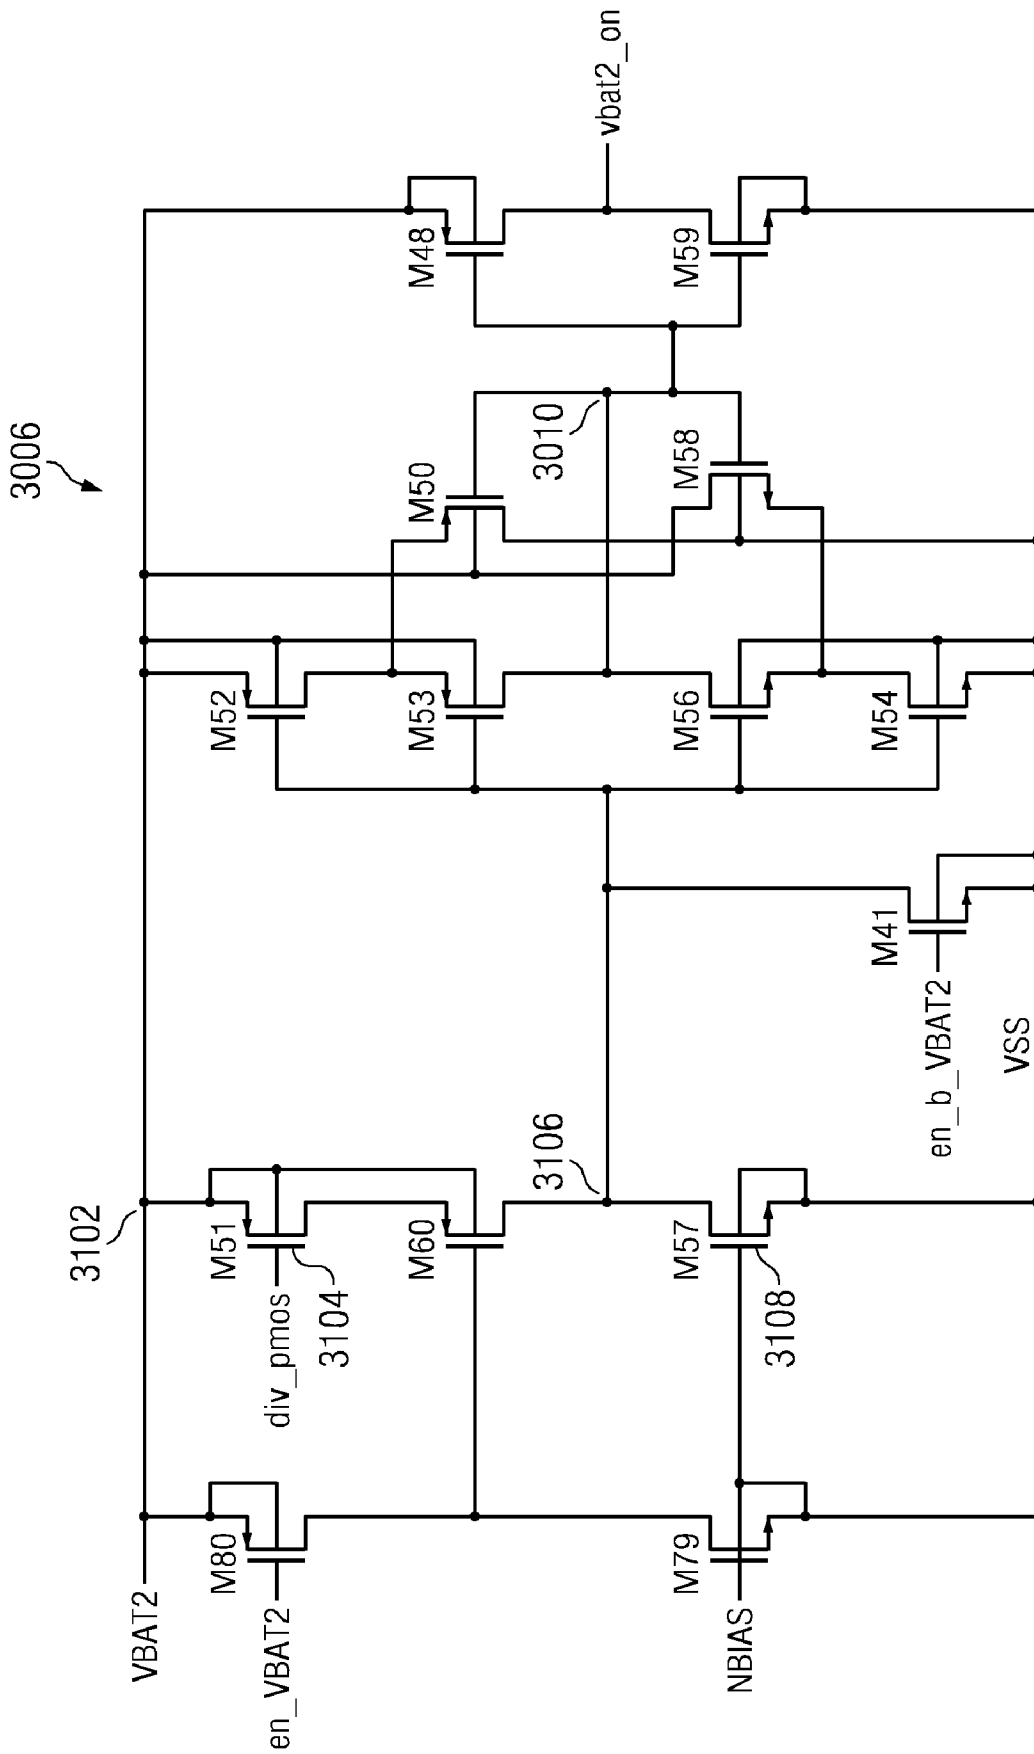 3006
3102
VBAT2
en_VBAT2
M80
div_pmos
M51
3104
M60
3106
M57
3108
NBIAS
M79
en_b_VBAT2
M41
VSS
M52
M53
M56
M54
M50
M58
3010
M48
M59
vbat2_on